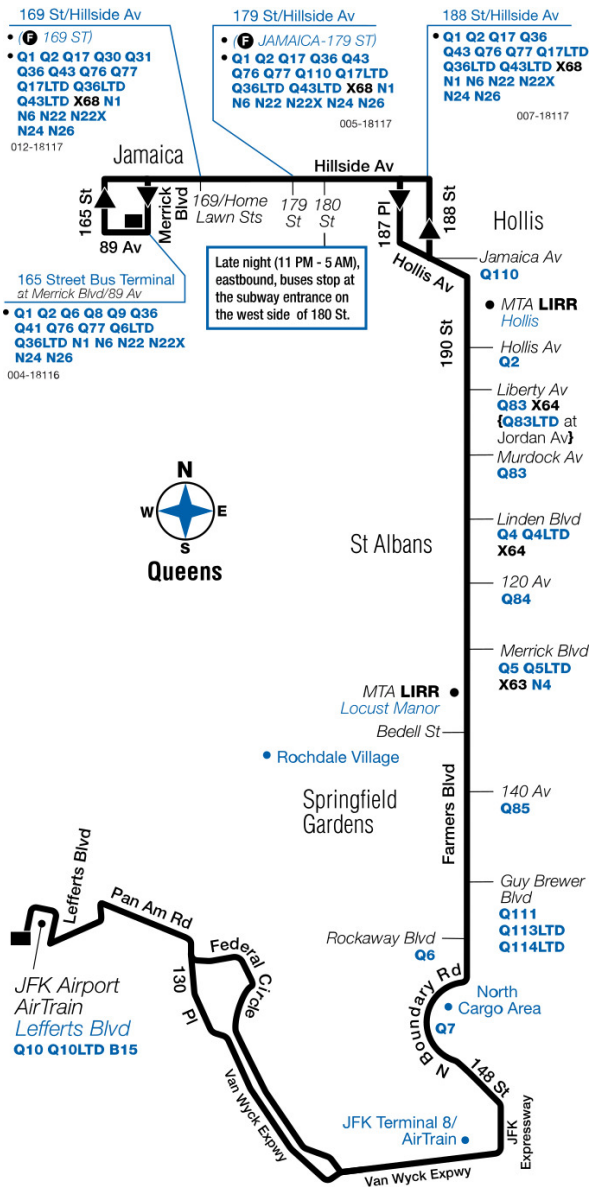 169 St/Hillside Av
• (F 169 ST)
• Q1 Q2 Q17 Q30 Q31
Q36 Q43 Q76 Q77
Q17LTD Q36LTD
Q43LTD X68 N1
N6 N22 N22X
N24 N26
012-18117
179 St/Hillside Av
• (F JAMAICA-179 ST)
• Q1 Q2 Q17 Q36 Q43
Q76 Q77 Q110 Q17LTD
Q36LTD Q43LTD X68 N1
N6 N22 N22X N24 N26
005-18117
188 St/Hillside Av
• Q1 Q2 Q17 Q36
Q43 Q76 Q77 Q17LTD
Q36LTD Q43LTD X68
N1 N6 N22 N22X
N24 N26
007-18117
Jamaica
Hillside Av
165 St
Merrick
Blvd
89 Av
169/Home
Lawn Sts
179
St
180
St
187 Pl
188 St
Hollis
Hollis Av
165 Street Bus Terminal
at Merrick Blvd/89 Av
• Q1 Q2 Q6 Q8 Q9 Q36
Q41 Q76 Q77 Q6LTD
Q36LTD N1 N6 N22 N22X
N24 N26
004-18116
Late night (11 PM - 5 AM),
eastbound, buses stop at
the subway entrance on
the west side of 180 St.
Jamaica Av
Q110
MTA LIRR
Hollis
190 St
Hollis Av
Q2
Liberty Av
Q83 X64
{Q83LTD at
Jordan Av}
Murdock Av
Q83
N
W E
S
Queens
St Albans
Linden Blvd
Q4 Q4LTD
X64
120 Av
Q84
Merrick Blvd
Q5 Q5LTD
X63 N4
MTA LIRR
Locust Manor
Bedell St
Rochdale Village
Springfield
Gardens
Farmers Blvd
140 Av
Q85
Guy Brewer
Blvd
Q111
Q113LTD
Q114LTD
Rockaway Blvd
Q6
Lefferts Blvd
Pan Am Rd
Federal Circle
130 Pl
JFK Airport
AirTrain
Lefferts Blvd
Q10 Q10LTD B15
N Boundary Rd
North
Cargo Area
Q7
148 St
Van Wyck Expwy
JFK Terminal 8/
AirTrain
JFK
Expressway
Van Wyck Expwy